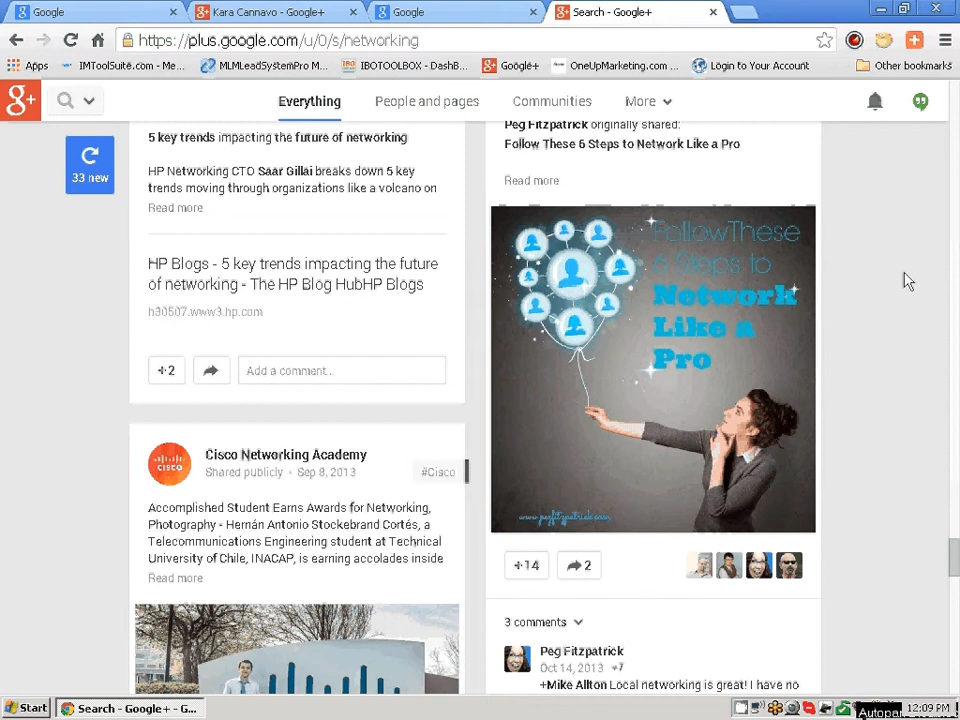 Google
Kara Cannavo - Google+
Google
Search - Google+
https://plus.google.com/u/0/s/networking
Apps
IMToolSuite.com - Me...
MLMLeadSystemPro M...
IBOTOOLBOX - DashB...
Google+
OneUpMarketing.com ...
Login to Your Account
Other bookmarks
g+
Everything
People and pages
Communities
More
33 new
5 key trends impacting the future of networking
HP Networking CTO Saar Gillai breaks down 5 key
trends moving through organizations like a volcano on
Read more
HP Blogs - 5 key trends impacting the future
of networking - The HP Blog HubHP Blogs
h30507.www3.hp.com
+2
Add a comment...
CISCO
Cisco Networking Academy
Shared publicly - Sep 8, 2013
#Cisco
Accomplished Student Earns Awards for Networking,
Photography - Hernán Antonio Stockebrand Cortés, a
Telecommunications Engineering student at Technical
University of Chile, INACAP, is earning accolades inside
Read more
Peg Fitzpatrick originally shared:
Follow These 6 Steps to Network Like a Pro
Read more
FollowThese
6 Steps to
Network
Like a
Pro
www.pegfitzpatrick.com
+14
2
3 comments
Peg Fitzpatrick
Oct 14, 2013 +7
+Mike Allton Local networking is great! I have no
Start
Search - Google+ - G...
12:09 PM